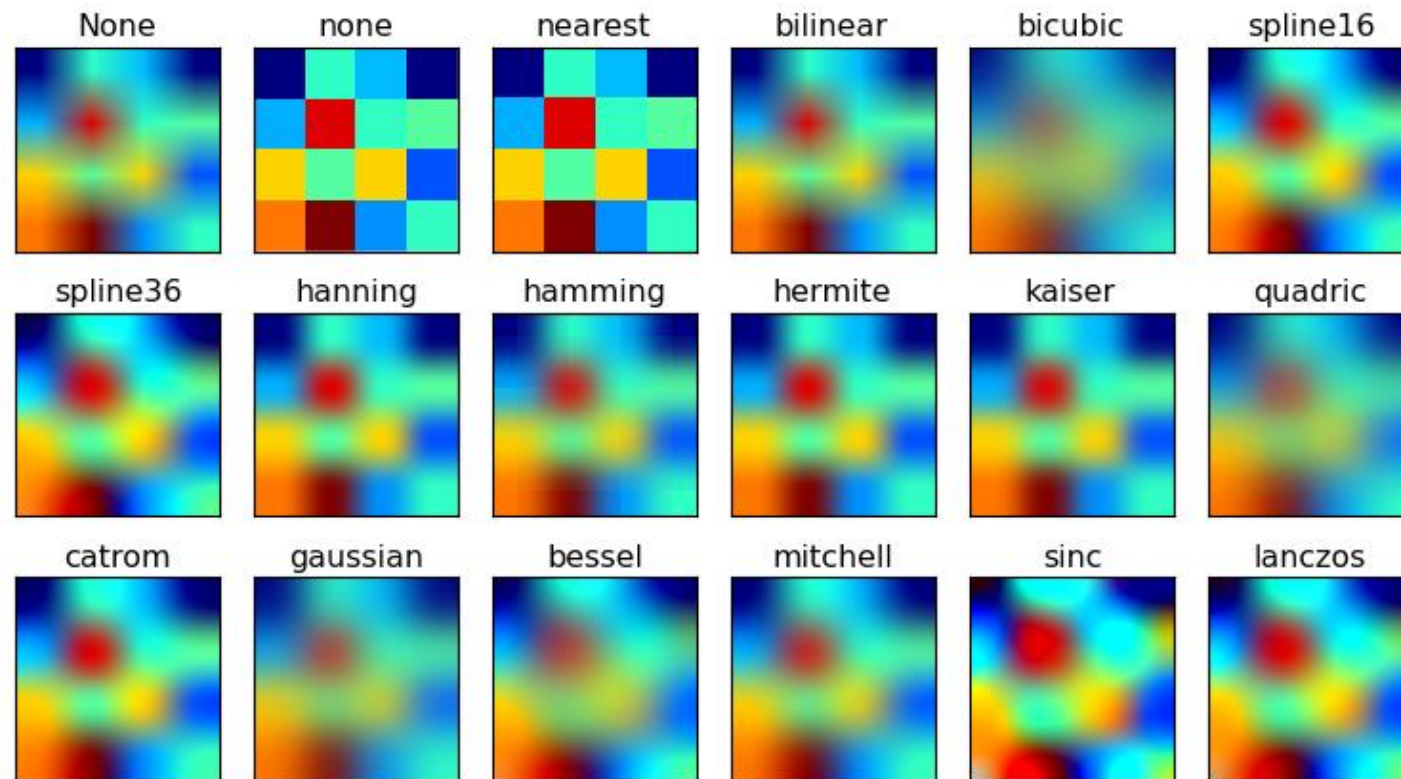 None none nearest bilinear bicubic spline16
spline36 hanning hamming hermite kaiser quadric
catrom gaussian bessel mitchell sinc lanczos